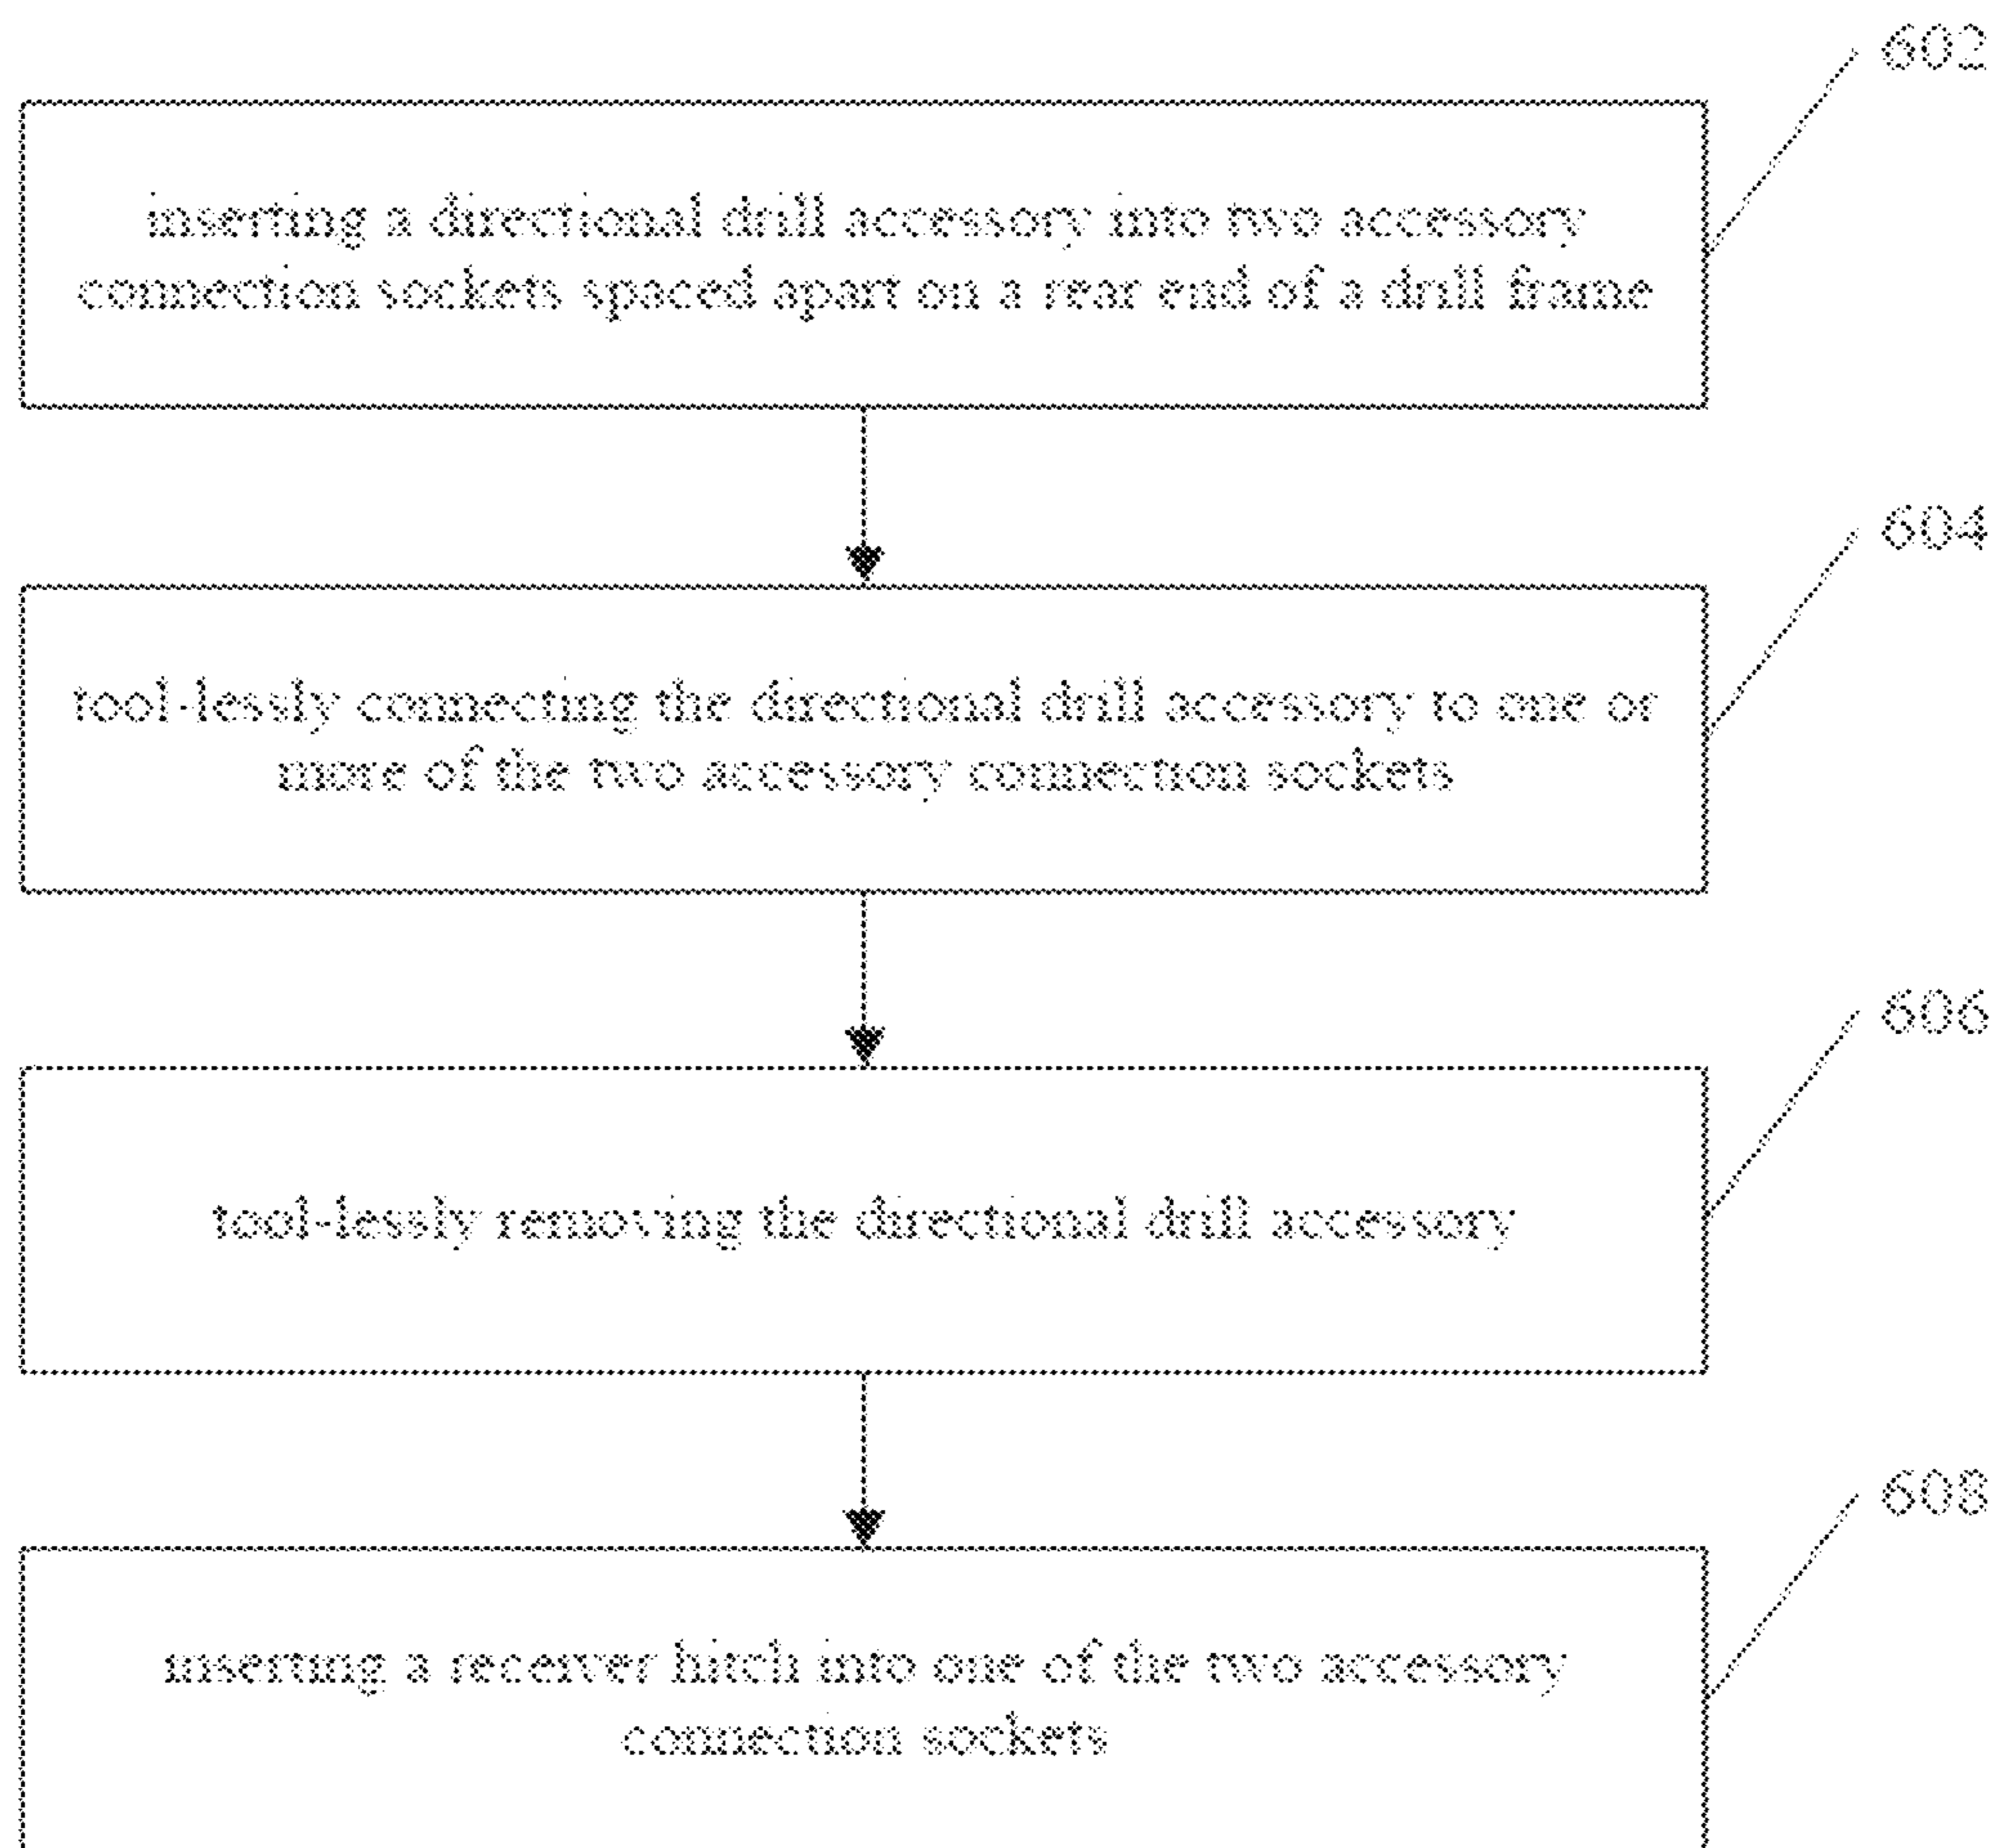 602
inserting a directional drill accessory into two accessory
connection sockets spaced apart on a rear end of a drill frame
604
tool-lessly connecting the directional drill accessory to one or
more of the two accessory connection sockets
606
tool-lessly removing the directional drill accessory
608
inserting a receiver hitch into one of the two accessory
connection sockets